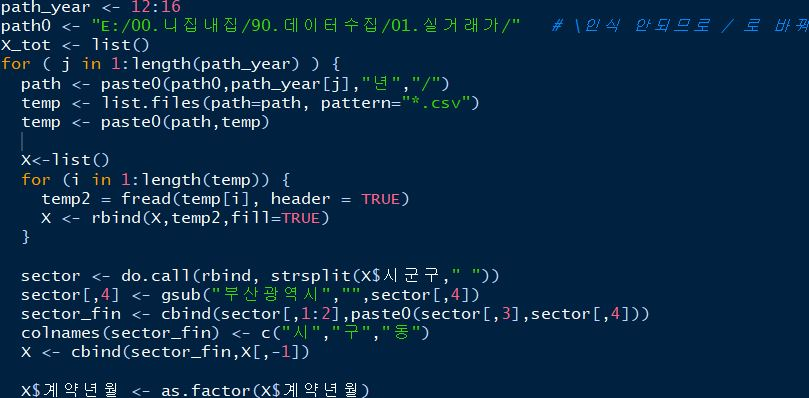 path_year <- 12:16
path0 <- "E:/00.니집내집/90.데이터수집/01.실거래가/"   # \인식 안되므로 / 로 바꿔
X_tot <- list()
for ( j in 1:length(path_year) ) {
  path <- paste0(path0,path_year[j],"년","/")
  temp <- list.files(path=path, pattern="*.csv")
  temp <- paste0(path,temp)
  X<-list()
  for (i in 1:length(temp)) {
    temp2 = fread(temp[i], header = TRUE)
    X <- rbind(X,temp2,fill=TRUE)
  }
  sector <- do.call(rbind, strsplit(X$시군구," "))
  sector[,4] <- gsub("부산광역시","",sector[,4])
  sector_fin <- cbind(sector[,1:2],paste0(sector[,3],sector[,4]))
  colnames(sector_fin) <- c("시","구","동")
  X <- cbind(sector_fin,X[,-1])
  X$계약년월 <- as.factor(X$계약년월)